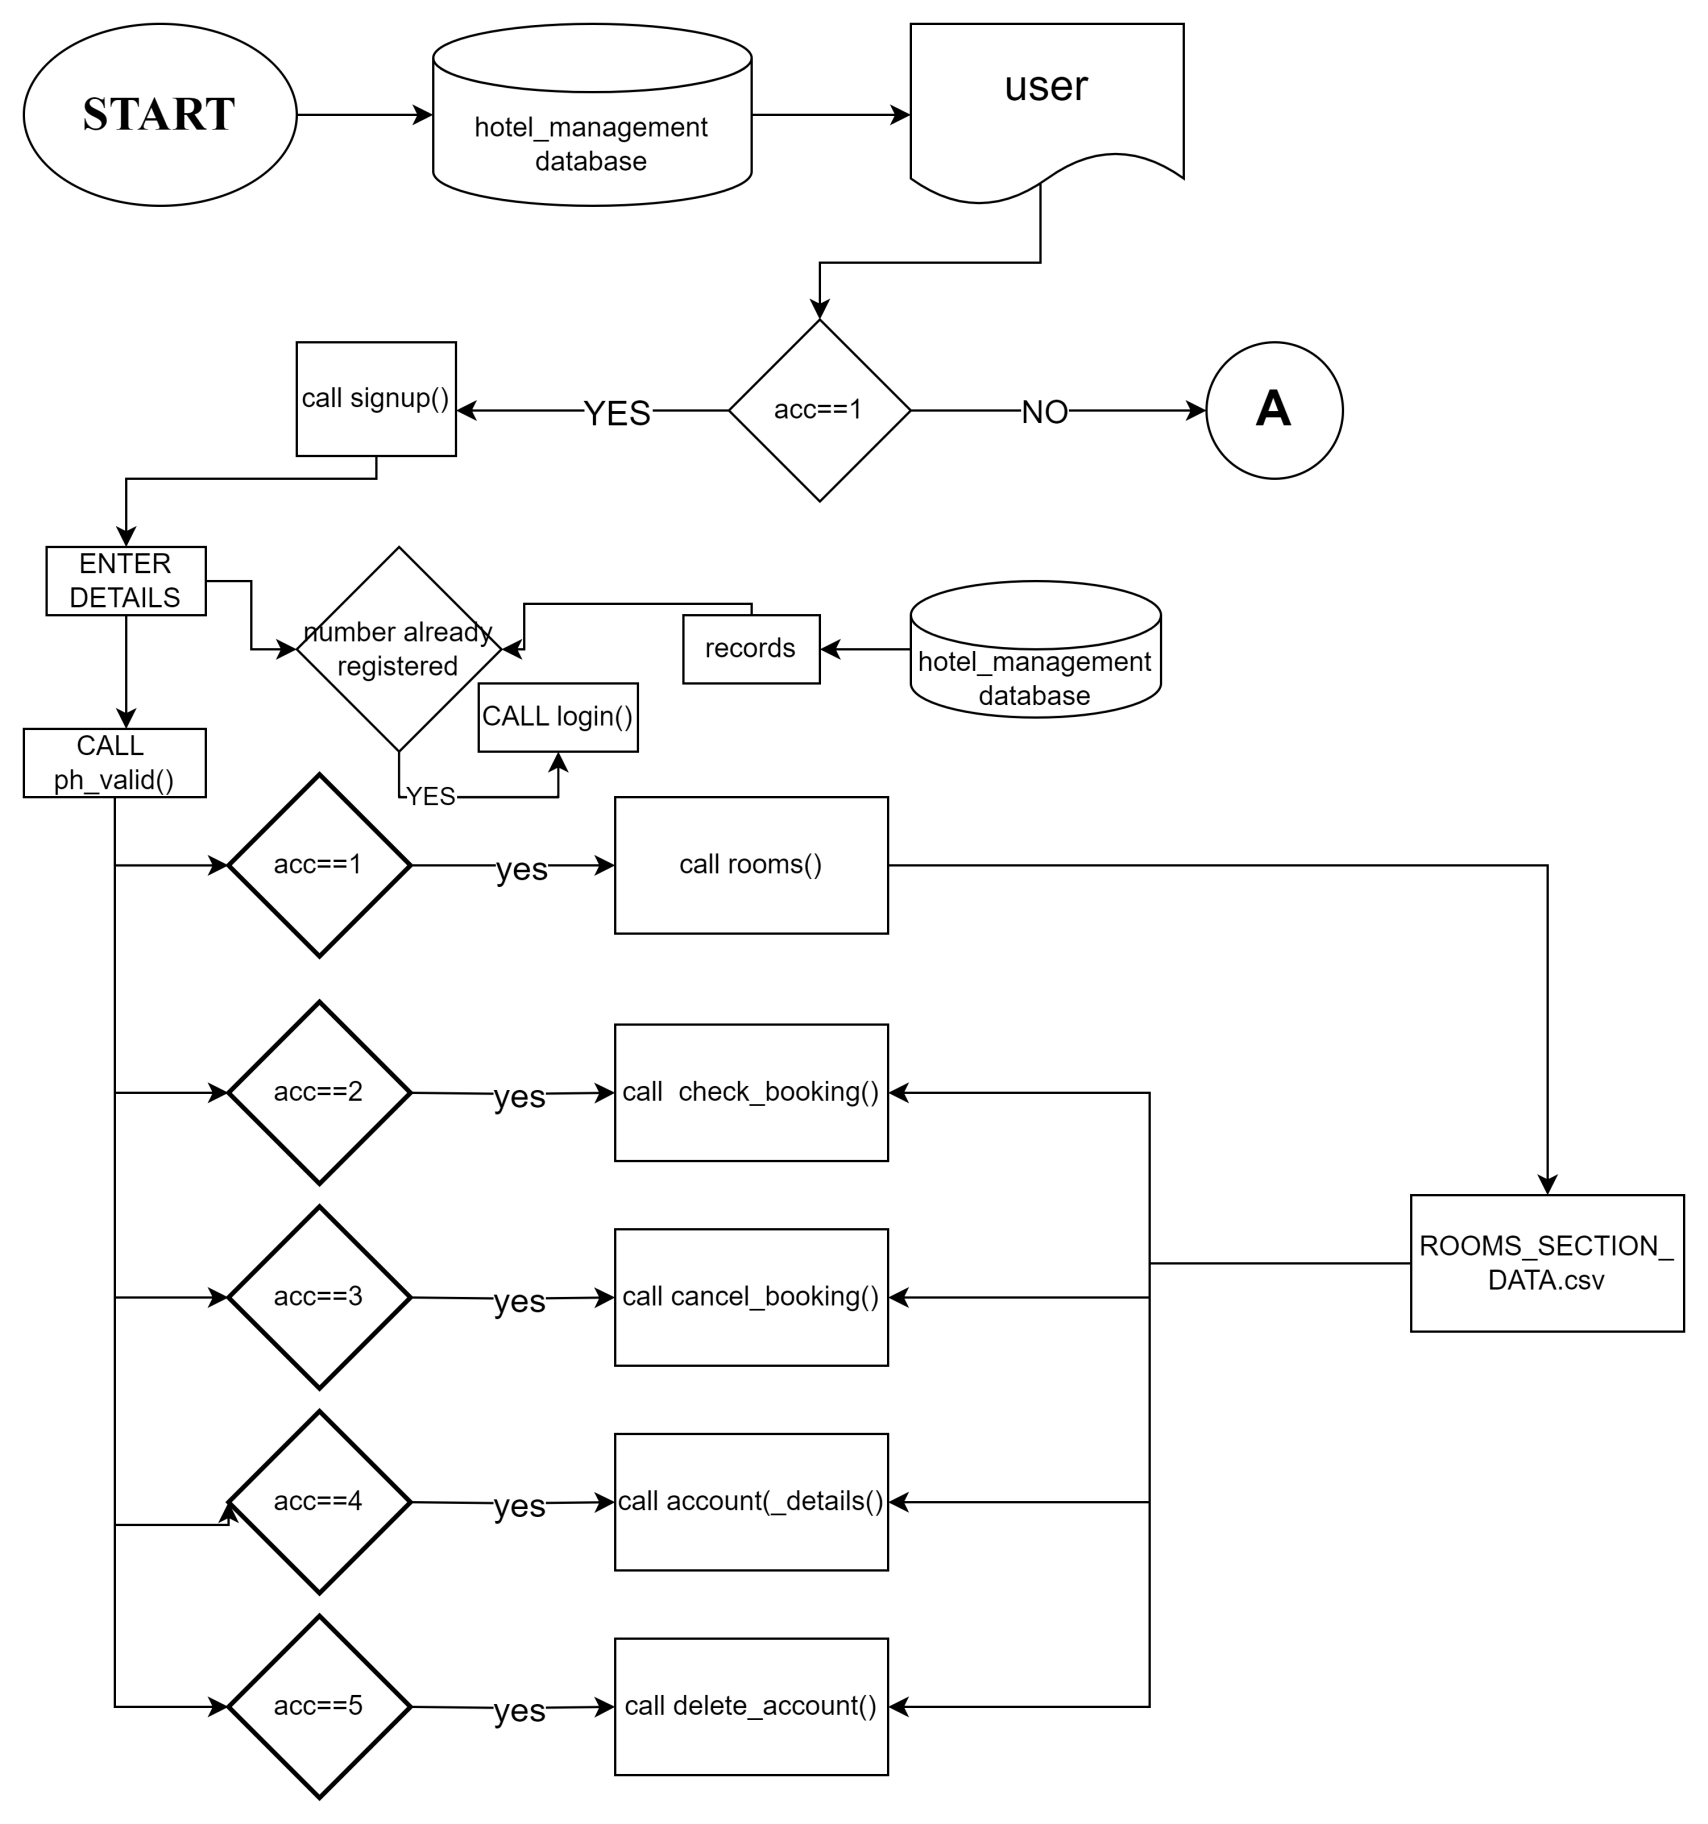 START
hotel_management
database
user
call signup()
YES
acc==1
NO
A
ENTER
DETAILS
number already
registered
records
hotel_management
database
CALL login()
CALL
ph_valid()
YES
acc==1
yes
call rooms()
acc==2
yes
call  check_booking()
ROOMS_SECTION_
DATA.csv
acc==3
yes
call cancel_booking()
acc==4
yes
call account(_details()
acc==5
yes
call delete_account()